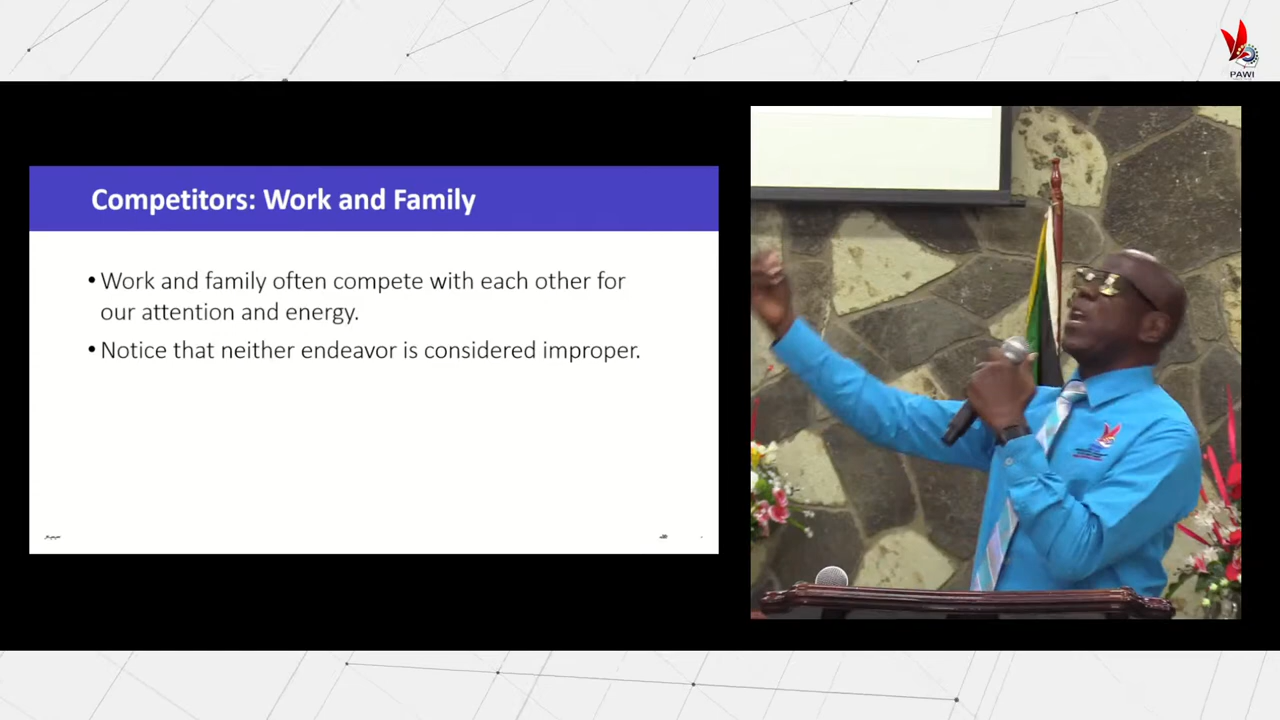 PAWI
Competitors: Work and Family
• Work and family often compete with each other for
our attention and energy.
• Notice that neither endeavor is considered improper.